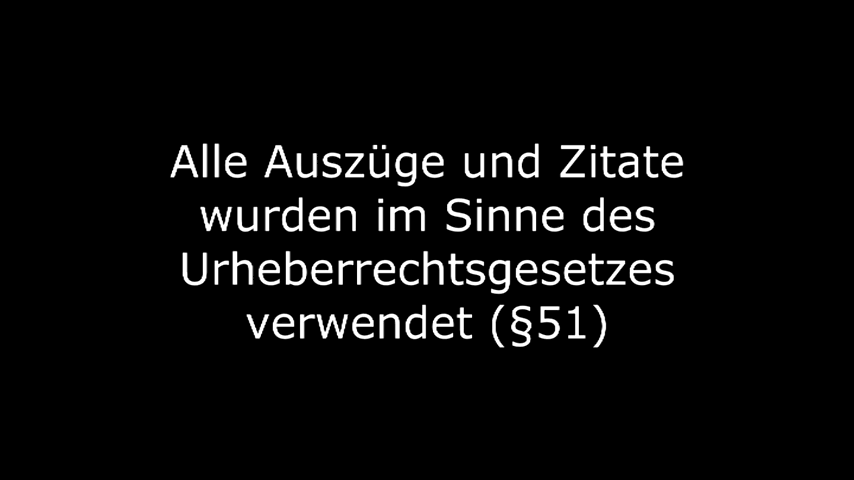 Alle Auszüge und Zitate
wurden im Sinne des
Urheberrechtsgesetzes
verwendet (§51)